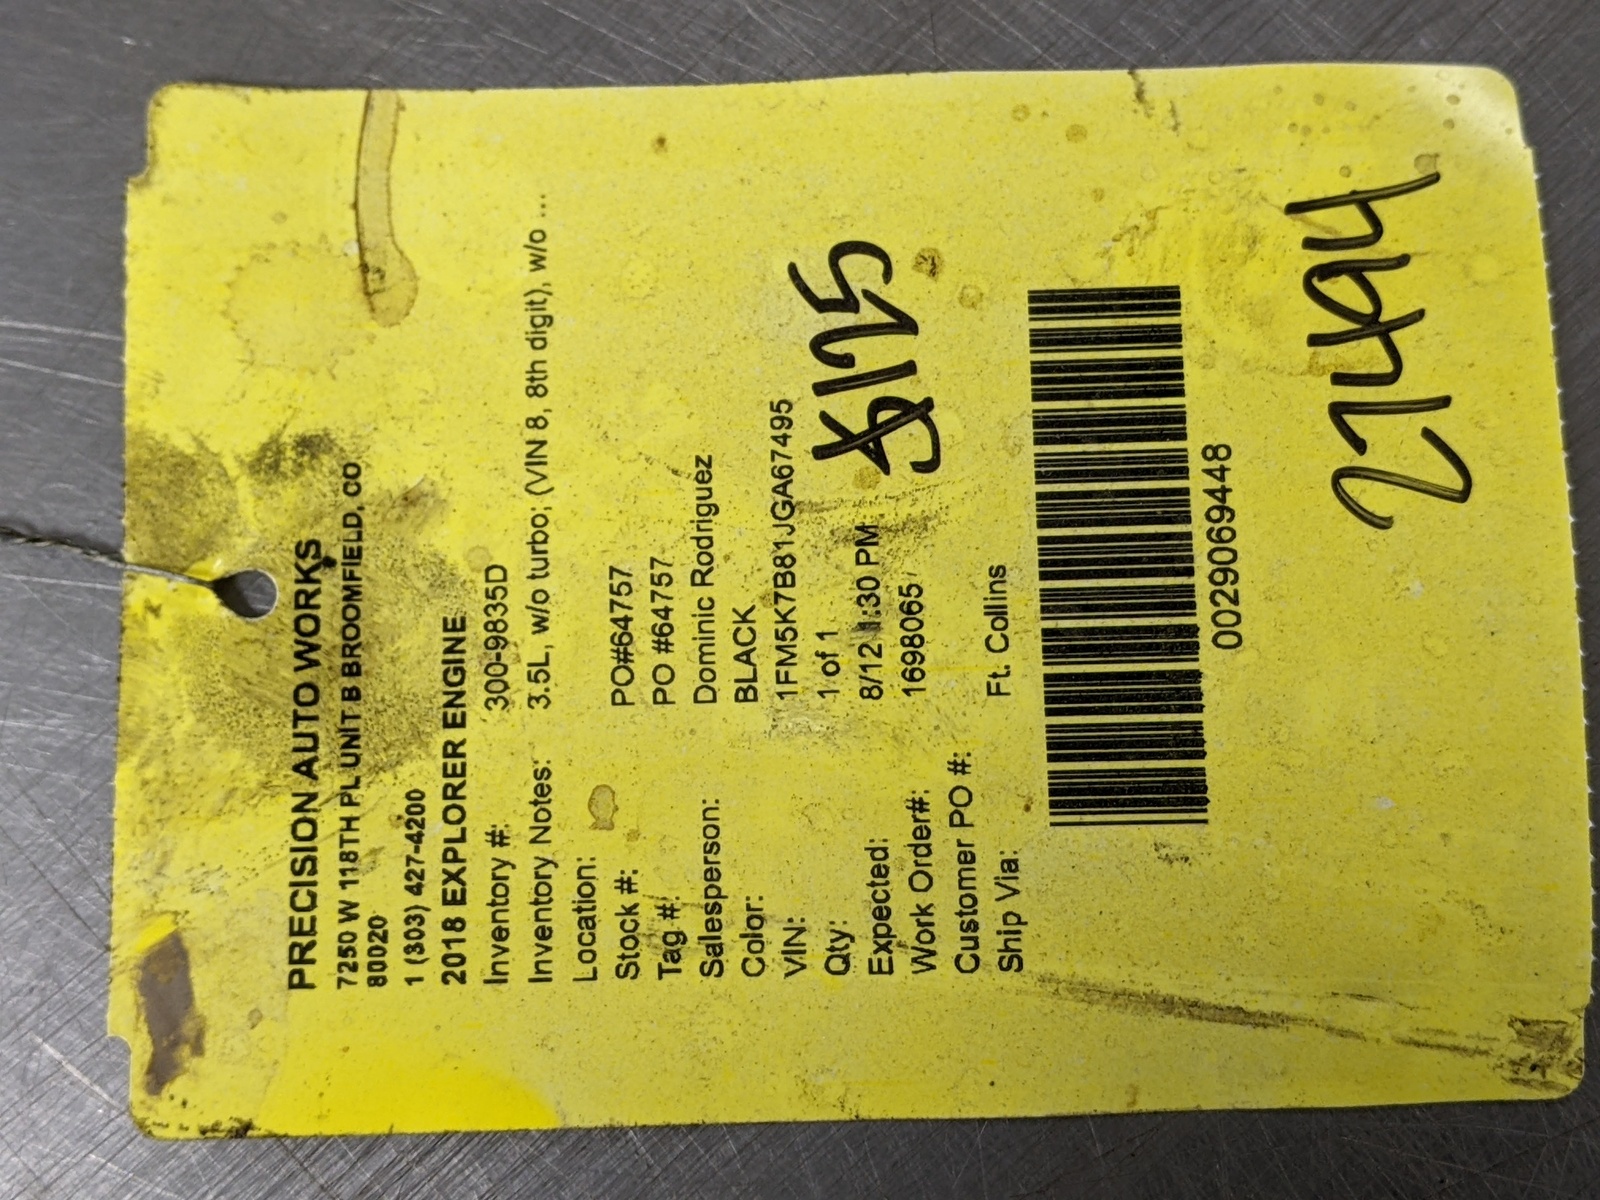 PRECISION AUTO WORKS
7250 W 118TH PL UNIT B BROOMFIELD, CO
80020
1 (303) 427-4200
2018 EXPLORER ENGINE
Inventory #: 300-9835D
Inventory Notes: 3.5L, w/o turbo; (VIN 8, 8th digit), w/o ...
Location:
Stock #: PO#64757
Tag #: PO #64757
Salesperson: Dominic Rodriguez
Color: BLACK
VIN: 1FM5K7B81JGA67495
Qty: 1 of 1
Expected: 8/12 1:30 PM
Work Order#: 1698065
Customer PO #:
Ship Via: Ft. Collins
0029069448
27494